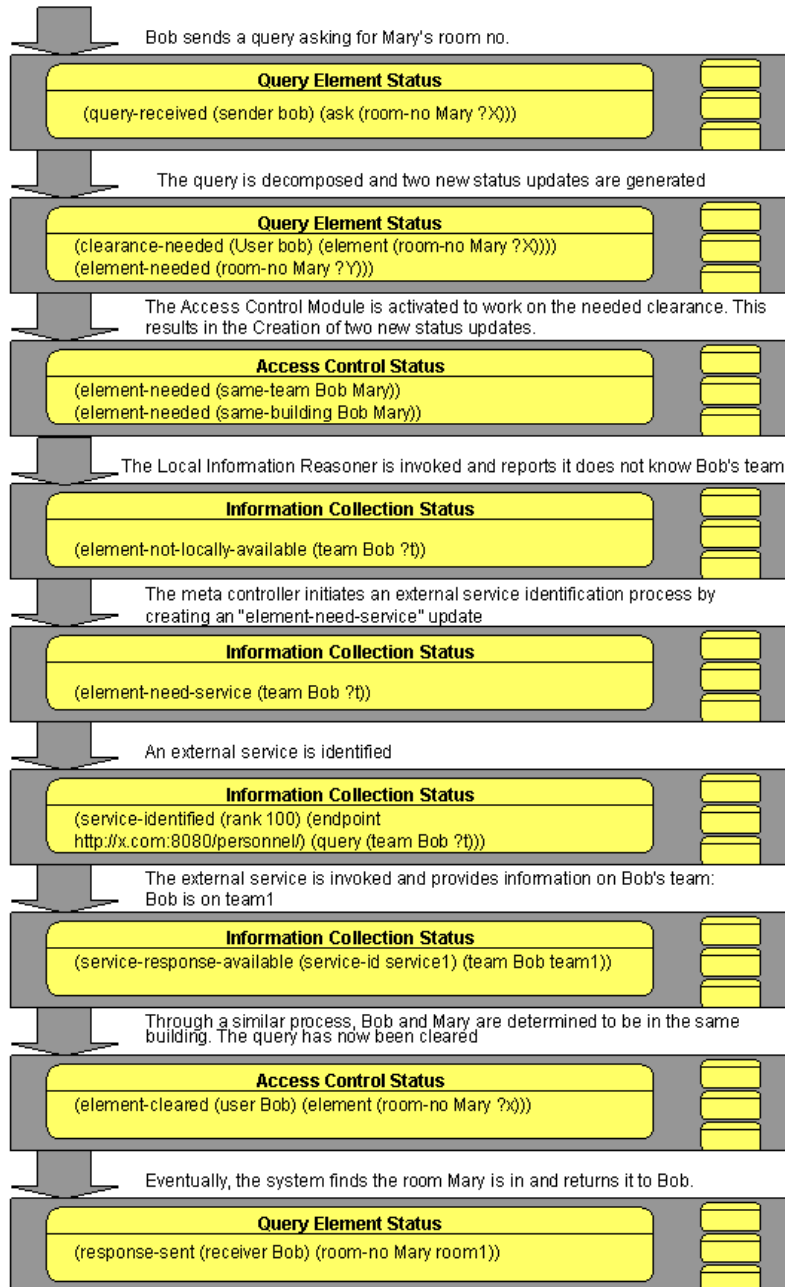 Bob sends a query asking for Mary's room no.
Query Element Status
(query-received (sender bob) (ask (room-no Mary ?X)))
The query is decomposed and two new status updates are generated
Query Element Status
(clearance-needed (User bob) (element (room-no Mary ?X))))
(element-needed (room-no Mary ?Y)))
The Access Control Module is activated to work on the needed clearance. This
results in the Creation of two new status updates.
Access Control Status
(element-needed (same-team Bob Mary))
(element-needed (same-building Bob Mary))
The Local Information Reasoner is invoked and reports it does not know Bob's team
Information Collection Status
(element-not-locally-available (team Bob ?t))
The meta controller initiates an external service identification process by
creating an "element-need-service" update
Information Collection Status
(element-need-service (team Bob ?t))
An external service is identified
Information Collection Status
(service-identified (rank 100) (endpoint
http://x.com:8080/personnel/) (query (team Bob ?t)))
The external service is invoked and provides information on Bob's team:
Bob is on team1
Information Collection Status
(service-response-available (service-id service1) (team Bob team1))
Through a similar process, Bob and Mary are determined to be in the same
building. The query has now been cleared
Access Control Status
(element-cleared (user Bob) (element (room-no Mary ?x)))
Eventually, the system finds the room Mary is in and returns it to Bob.
Query Element Status
(response-sent (receiver Bob) (room-no Mary room1))